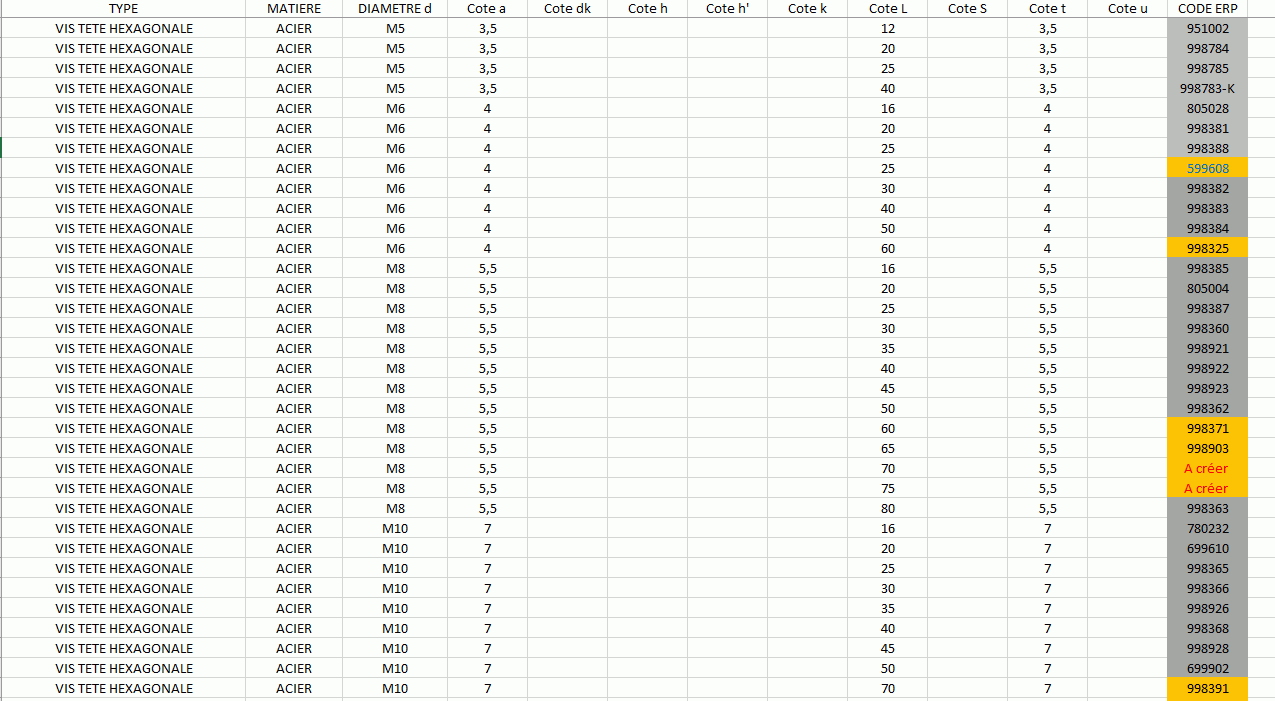 TYPE MATIERE DIAMETRE d Cote a Cote dk Cote h Cote h' Cote k Cote L Cote S Cote t Cote u CODE ERP
VIS TETE HEXAGONALE ACIER M5 3,5 12 3,5 951002
VIS TETE HEXAGONALE ACIER M5 3,5 20 3,5 998784
VIS TETE HEXAGONALE ACIER M5 3,5 25 3,5 998785
VIS TETE HEXAGONALE ACIER M5 3,5 40 3,5 998783-K
VIS TETE HEXAGONALE ACIER M6 4 16 4 805028
VIS TETE HEXAGONALE ACIER M6 4 20 4 998381
VIS TETE HEXAGONALE ACIER M6 4 25 4 998388
VIS TETE HEXAGONALE ACIER M6 4 25 4 599608
VIS TETE HEXAGONALE ACIER M6 4 30 4 998382
VIS TETE HEXAGONALE ACIER M6 4 40 4 998383
VIS TETE HEXAGONALE ACIER M6 4 50 4 998384
VIS TETE HEXAGONALE ACIER M6 4 60 4 998325
VIS TETE HEXAGONALE ACIER M8 5,5 16 5,5 998385
VIS TETE HEXAGONALE ACIER M8 5,5 20 5,5 805004
VIS TETE HEXAGONALE ACIER M8 5,5 25 5,5 998387
VIS TETE HEXAGONALE ACIER M8 5,5 30 5,5 998360
VIS TETE HEXAGONALE ACIER M8 5,5 35 5,5 998921
VIS TETE HEXAGONALE ACIER M8 5,5 40 5,5 998922
VIS TETE HEXAGONALE ACIER M8 5,5 45 5,5 998923
VIS TETE HEXAGONALE ACIER M8 5,5 50 5,5 998362
VIS TETE HEXAGONALE ACIER M8 5,5 60 5,5 998371
VIS TETE HEXAGONALE ACIER M8 5,5 65 5,5 998903
VIS TETE HEXAGONALE ACIER M8 5,5 70 5,5 A créer
VIS TETE HEXAGONALE ACIER M8 5,5 75 5,5 A créer
VIS TETE HEXAGONALE ACIER M8 5,5 80 5,5 998363
VIS TETE HEXAGONALE ACIER M10 7 16 7 780232
VIS TETE HEXAGONALE ACIER M10 7 20 7 699610
VIS TETE HEXAGONALE ACIER M10 7 25 7 998365
VIS TETE HEXAGONALE ACIER M10 7 30 7 998366
VIS TETE HEXAGONALE ACIER M10 7 35 7 998926
VIS TETE HEXAGONALE ACIER M10 7 40 7 998368
VIS TETE HEXAGONALE ACIER M10 7 45 7 998928
VIS TETE HEXAGONALE ACIER M10 7 50 7 699902
VIS TETE HEXAGONALE ACIER M10 7 70 7 998391